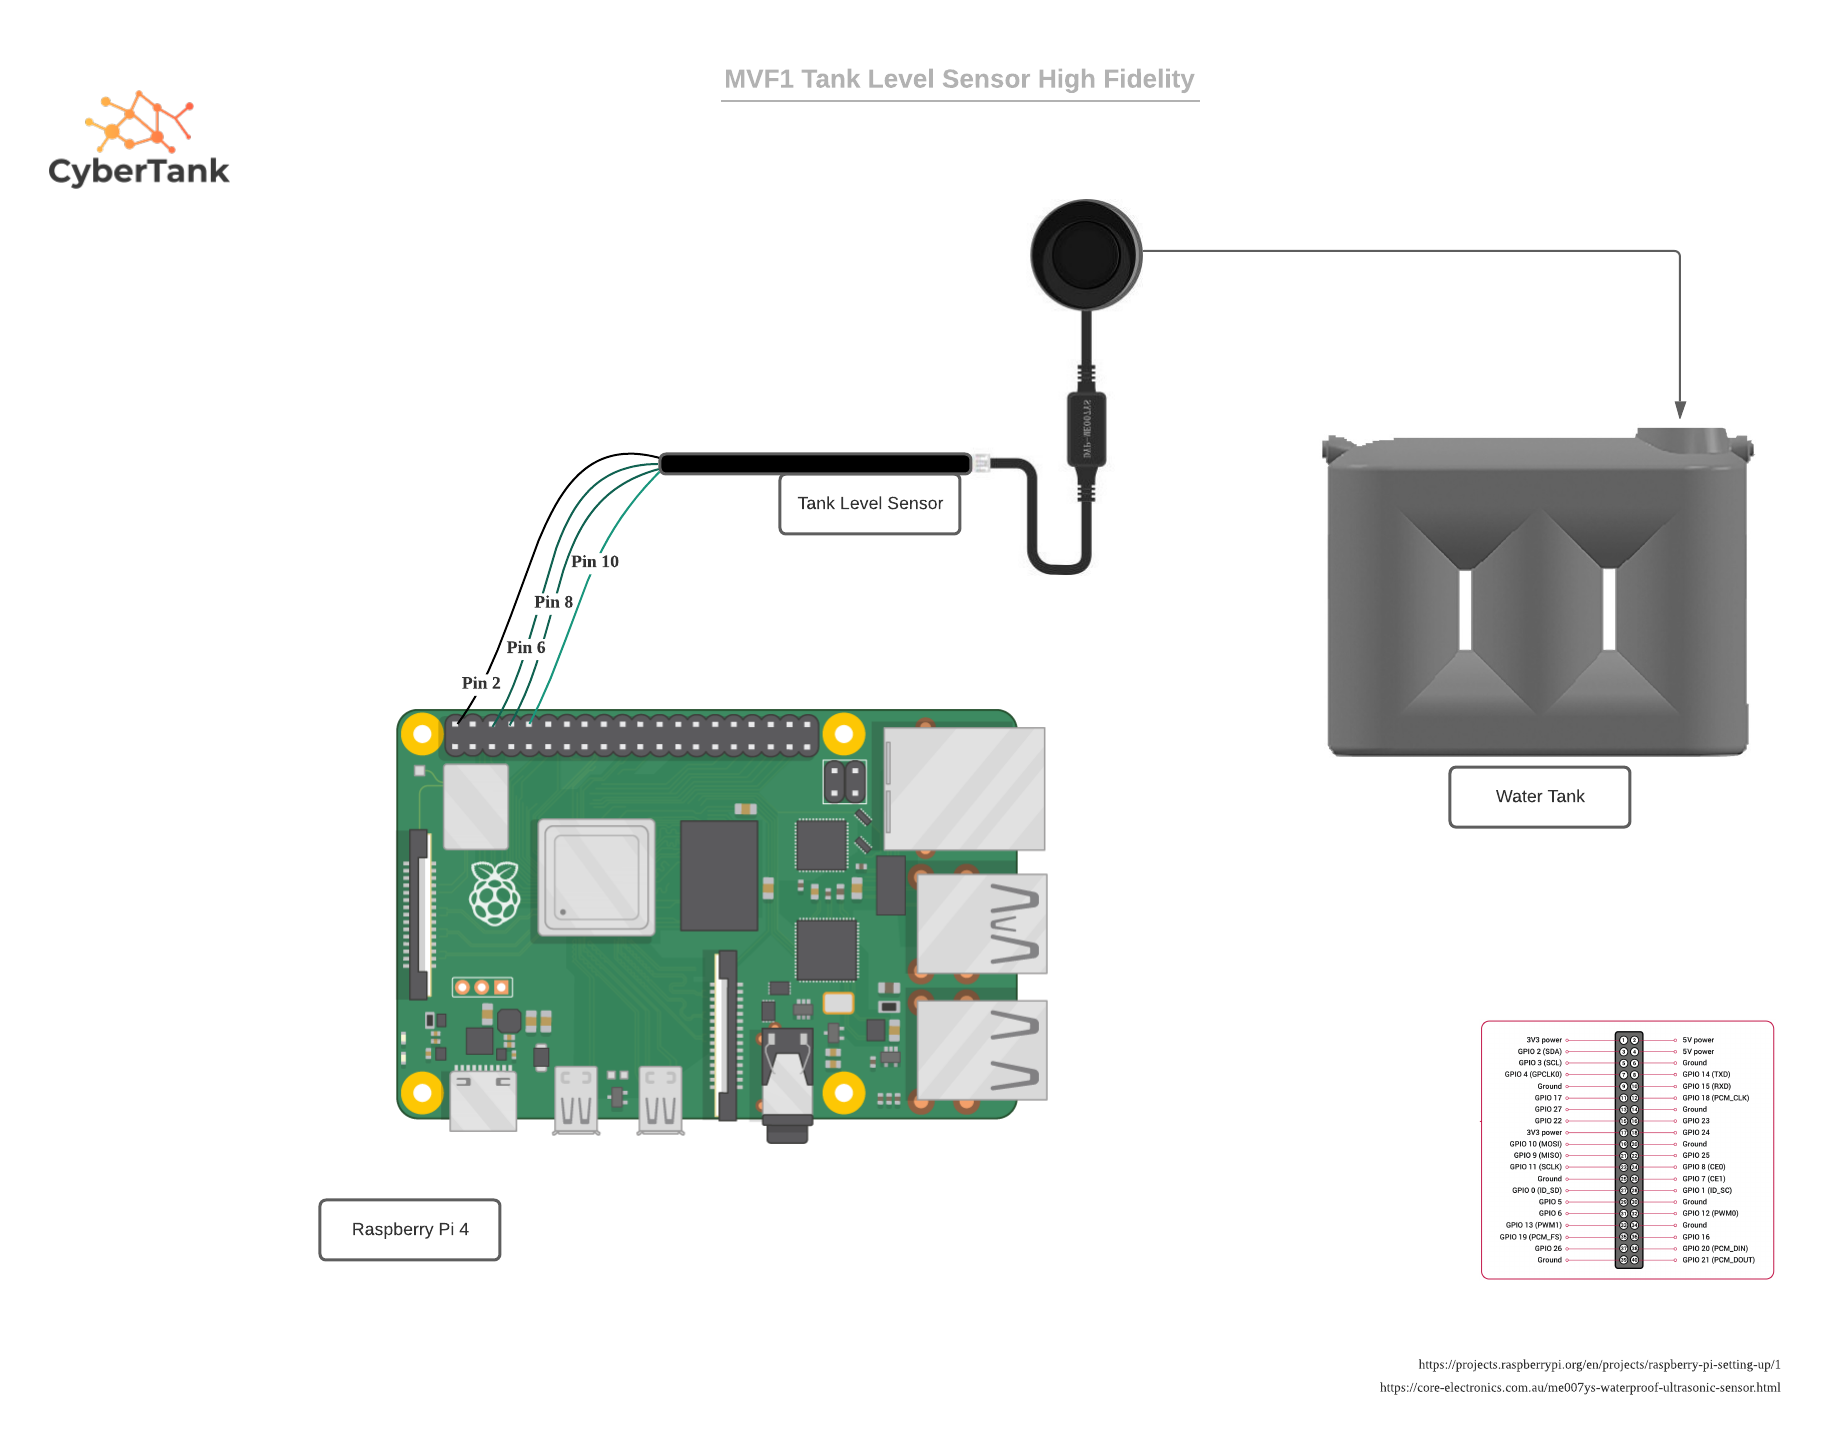 MVF1 Tank Level Sensor High Fidelity
CyberTank
Tank Level Sensor
Pin 10
Pin 8
Pin 6
Pin 2
Water Tank
Raspberry Pi 4
3V3 power 1 2 5V power
GPIO 2 (SDA) 3 4 5V power
GPIO 3 (SCL) 5 6 Ground
GPIO 4 (GPCLK0) 7 8 GPIO 14 (TXD)
Ground 9 10 GPIO 15 (RXD)
GPIO 17 11 12 GPIO 18 (PCM_CLK)
GPIO 27 13 14 Ground
GPIO 22 15 16 GPIO 23
3V3 power 17 18 GPIO 24
GPIO 10 (MOSI) 19 20 Ground
GPIO 9 (MISO) 21 22 GPIO 25
GPIO 11 (SCLK) 23 24 GPIO 8 (CE0)
Ground 25 26 GPIO 7 (CE1)
GPIO 0 (ID_SD) 27 28 GPIO 1 (ID_SC)
GPIO 5 29 30 Ground
GPIO 6 31 32 GPIO 12 (PWM0)
GPIO 13 (PWM1) 33 34 Ground
GPIO 19 (PCM_FS) 35 36 GPIO 16
GPIO 26 37 38 GPIO 20 (PCM_DIN)
Ground 39 40 GPIO 21 (PCM_DOUT)
https://projects.raspberrypi.org/en/projects/raspberry-pi-setting-up/1
https://core-electronics.com.au/me007ys-waterproof-ultrasonic-sensor.html